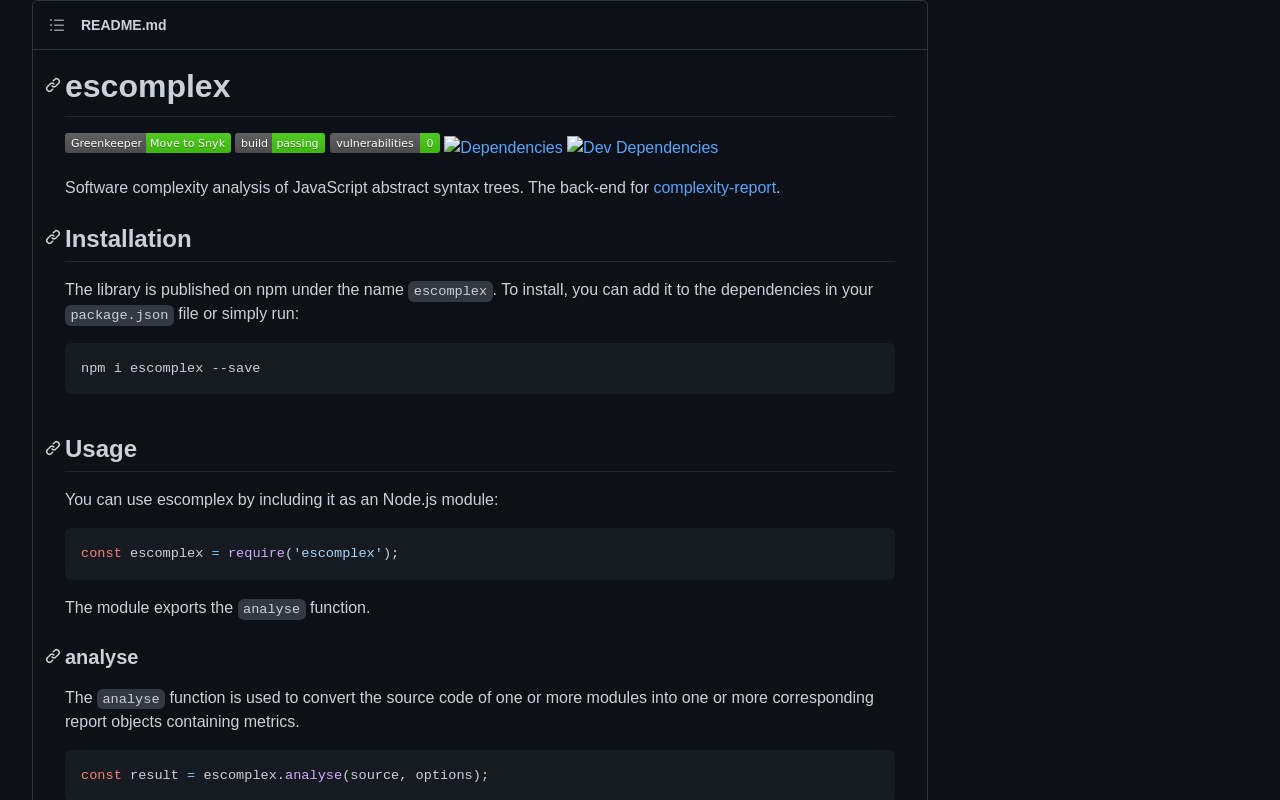 README.md
escomplex
Greenkeeper Move to Snyk build passing vulnerabilities 0 Dependencies Dev Dependencies
Software complexity analysis of JavaScript abstract syntax trees. The back-end for complexity-report.
Installation
The library is published on npm under the name escomplex. To install, you can add it to the dependencies in your
package.json file or simply run:
npm i escomplex --save
Usage
You can use escomplex by including it as an Node.js module:
const escomplex = require('escomplex');
The module exports the analyse function.
analyse
The analyse function is used to convert the source code of one or more modules into one or more corresponding
report objects containing metrics.
const result = escomplex.analyse(source, options);